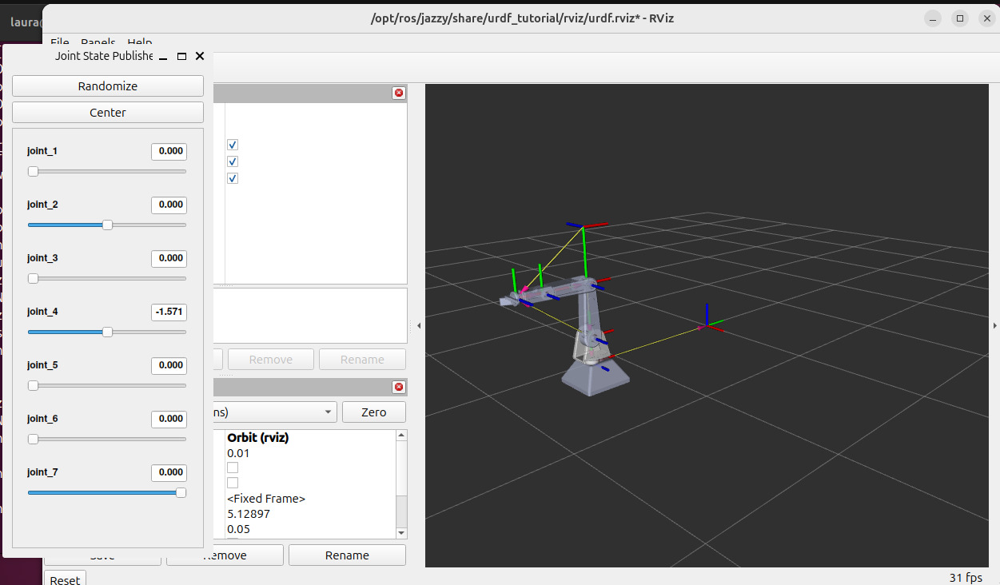 laura
/opt/ros/jazzy/share/urdf_tutorial/rviz/urdf.rviz* - RViz
File Panels Help
Joint State Publishe
Randomize
Center
joint_1 0.000
joint_2 0.000
joint_3 0.000
joint_4 -1.571
joint_5 0.000
joint_6 0.000
joint_7 0.000
Remove Rename
ns) Zero
Orbit (rviz)
0.01
<Fixed Frame>
5.12897
0.05
Save Remove Rename
Reset
31 fps